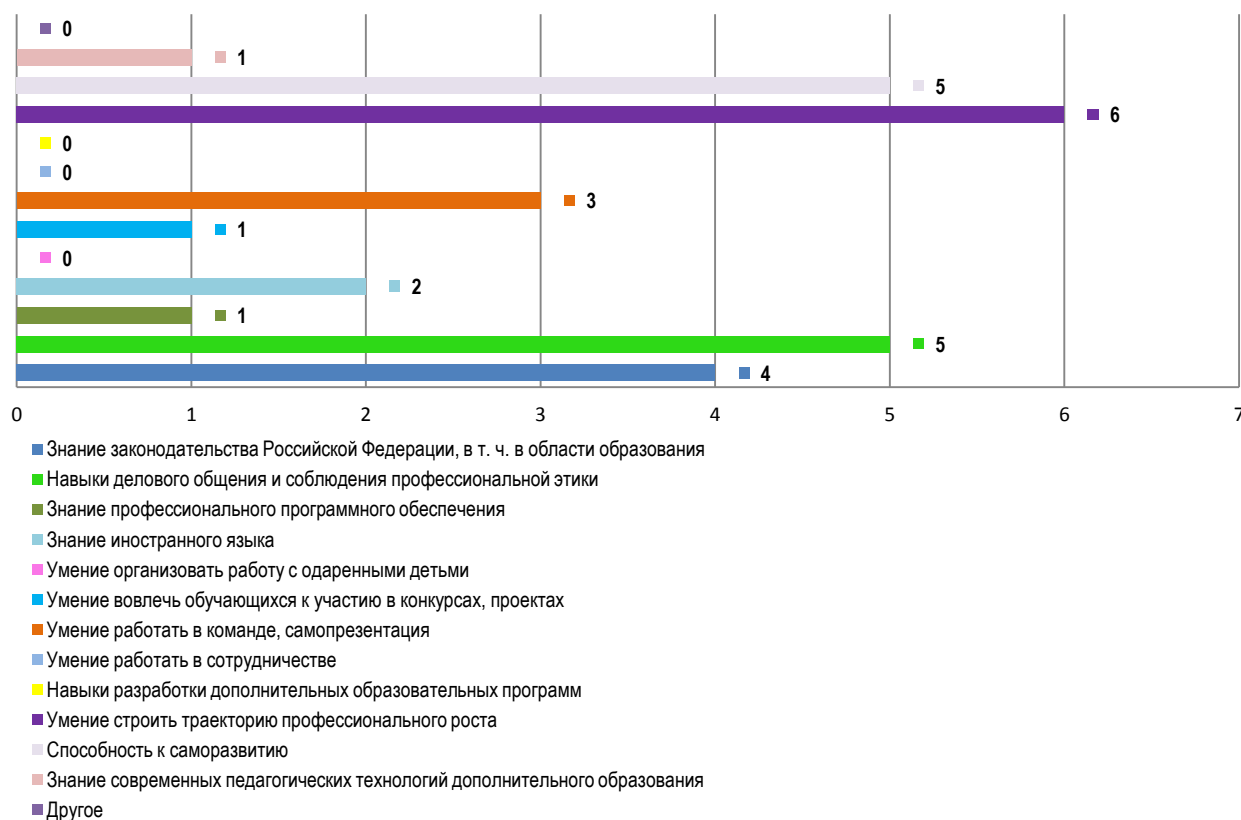 0
1
5
6
0
0
3
1
0
2
1
5
4
0 1 2 3 4 5 6 7
Знание законодательства Российской Федерации, в т. ч. в области образования
Навыки делового общения и соблюдения профессиональной этики
Знание профессионального программного обеспечения
Знание иностранного языка
Умение организовать работу с одаренными детьми
Умение вовлечь обучающихся к участию в конкурсах, проектах
Умение работать в команде, самопрезентация
Умение работать в сотрудничестве
Навыки разработки дополнительных образовательных программ
Умение строить траекторию профессионального роста
Способность к саморазвитию
Знание современных педагогических технологий дополнительного образования
Другое